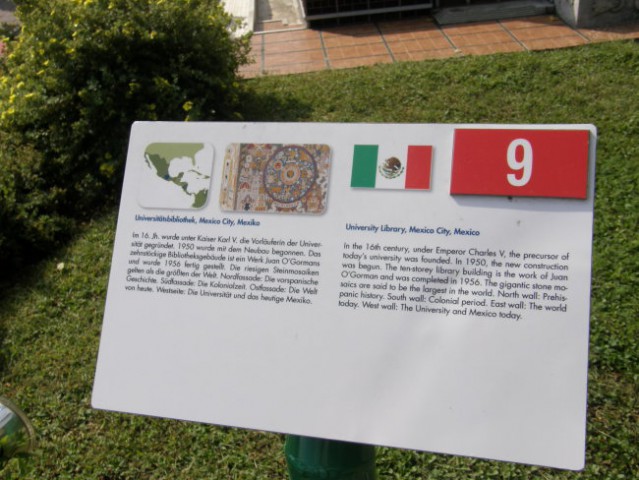 9
Universitätsbibliothek, Mexico City, Mexiko
Im 16. Jh. wurde unter Kaiser Karl V. die Vorläuferin der Univer-
sität gegründet. 1950 wurde mit dem Neubau begonnen. Das
zehnstöckige Bibliotheksgebäude ist ein Werk Juan O'Gormans
und wurde 1956 fertig gestellt. Die riesigen Steinmosaiken
gelten als die größten der Welt. Nordfassade: Die vorspanische
Geschichte. Südfassade: Die Kolonialzeit. Ostfassade: Die Welt
von heute. Westseite: Die Universität und das heutige Mexiko.
University Library, Mexico City, Mexico
In the 16th century, under Emperor Charles V, the precursor of
today's university was founded. In 1950, the new construction
was begun. The ten-storey library building is the work of Juan
O'Gorman and was completed in 1956. The gigantic stone mo-
saics are said to be the largest in the world. North wall: Prehis-
panic history. South wall: Colonial period. East wall: The world
today. West wall: The University and Mexico today.